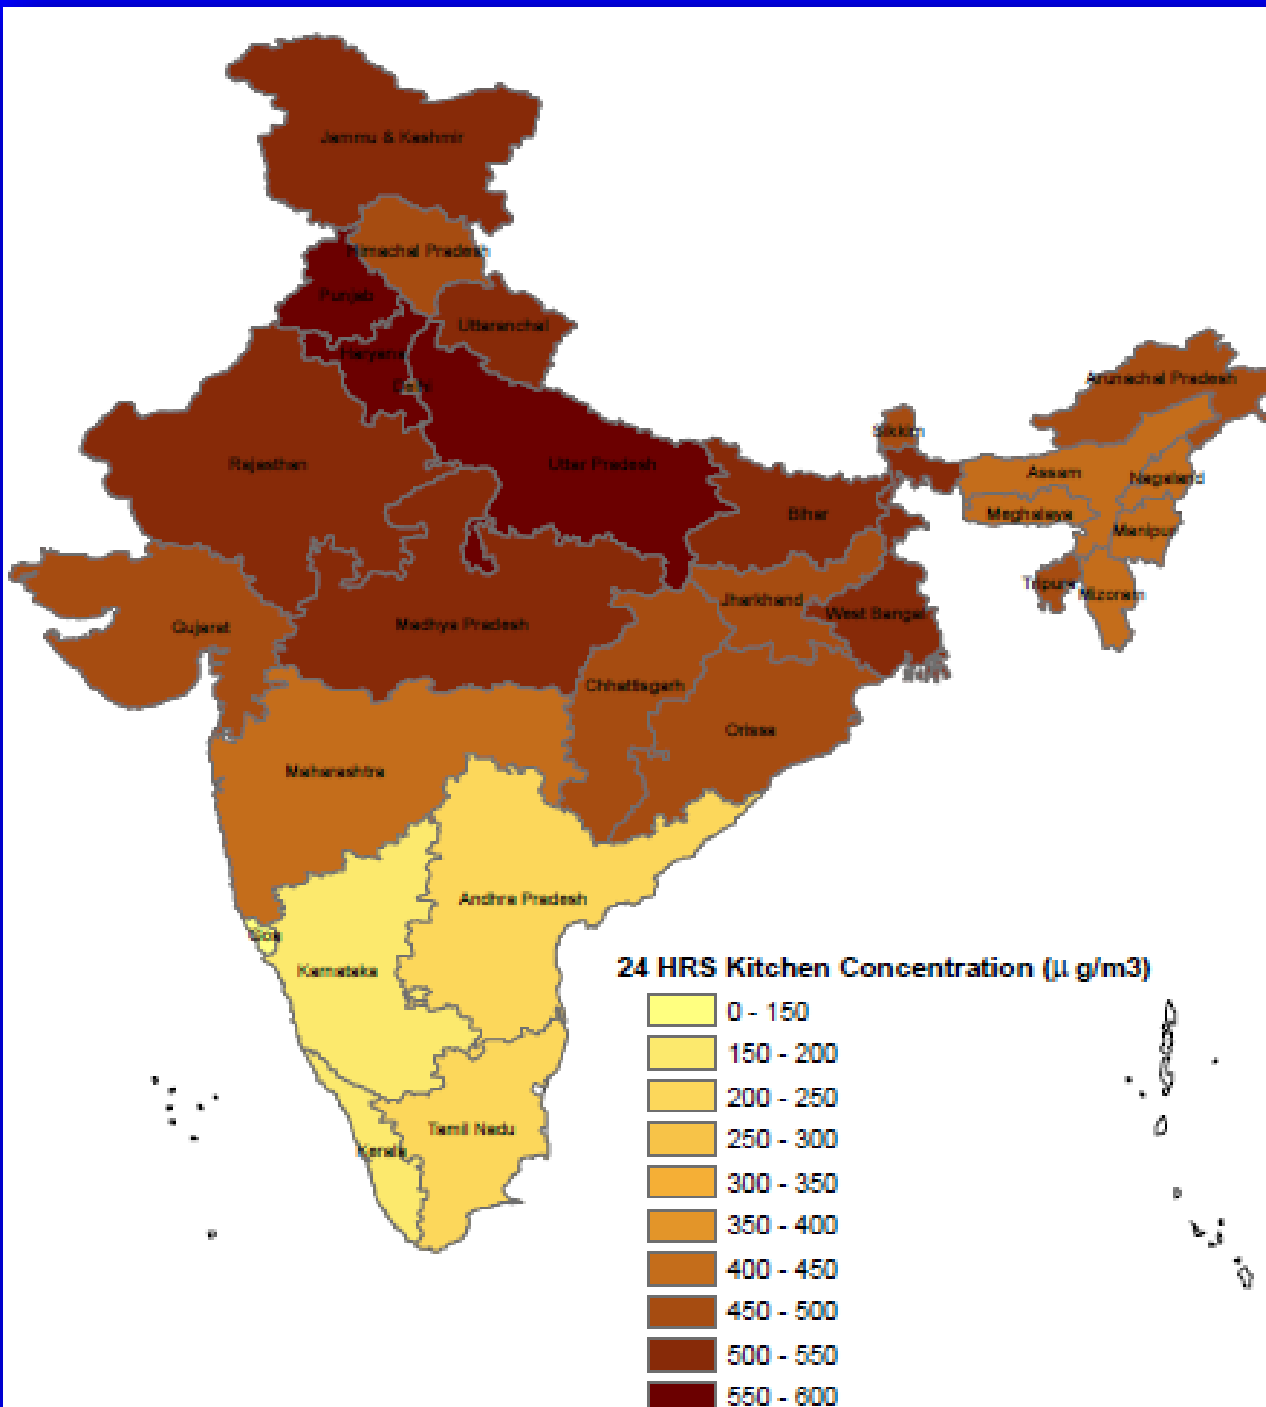 Jammu & Kashmir
Himachal Pradesh
Punjab
Uttaranchal
Haryana
Delhi
Arunachal Pradesh
Sikkim
Rajasthan
Uttar Pradesh
Assam
Nagaland
Bihar
Meghalaya
Manipur
Tripura
Mizoram
Jharkhand
West Bangal
Gujarat
Madhya Pradesh
Chhattisgarh
Orissa
Maharashtra
Andhra Pradesh
Goa
Karnataka
Tamil Nadu
Kerala
24 HRS Kitchen Concentration (μ g/m3)
0 - 150
150 - 200
200 - 250
250 - 300
300 - 350
350 - 400
400 - 450
450 - 500
500 - 550
550 - 600